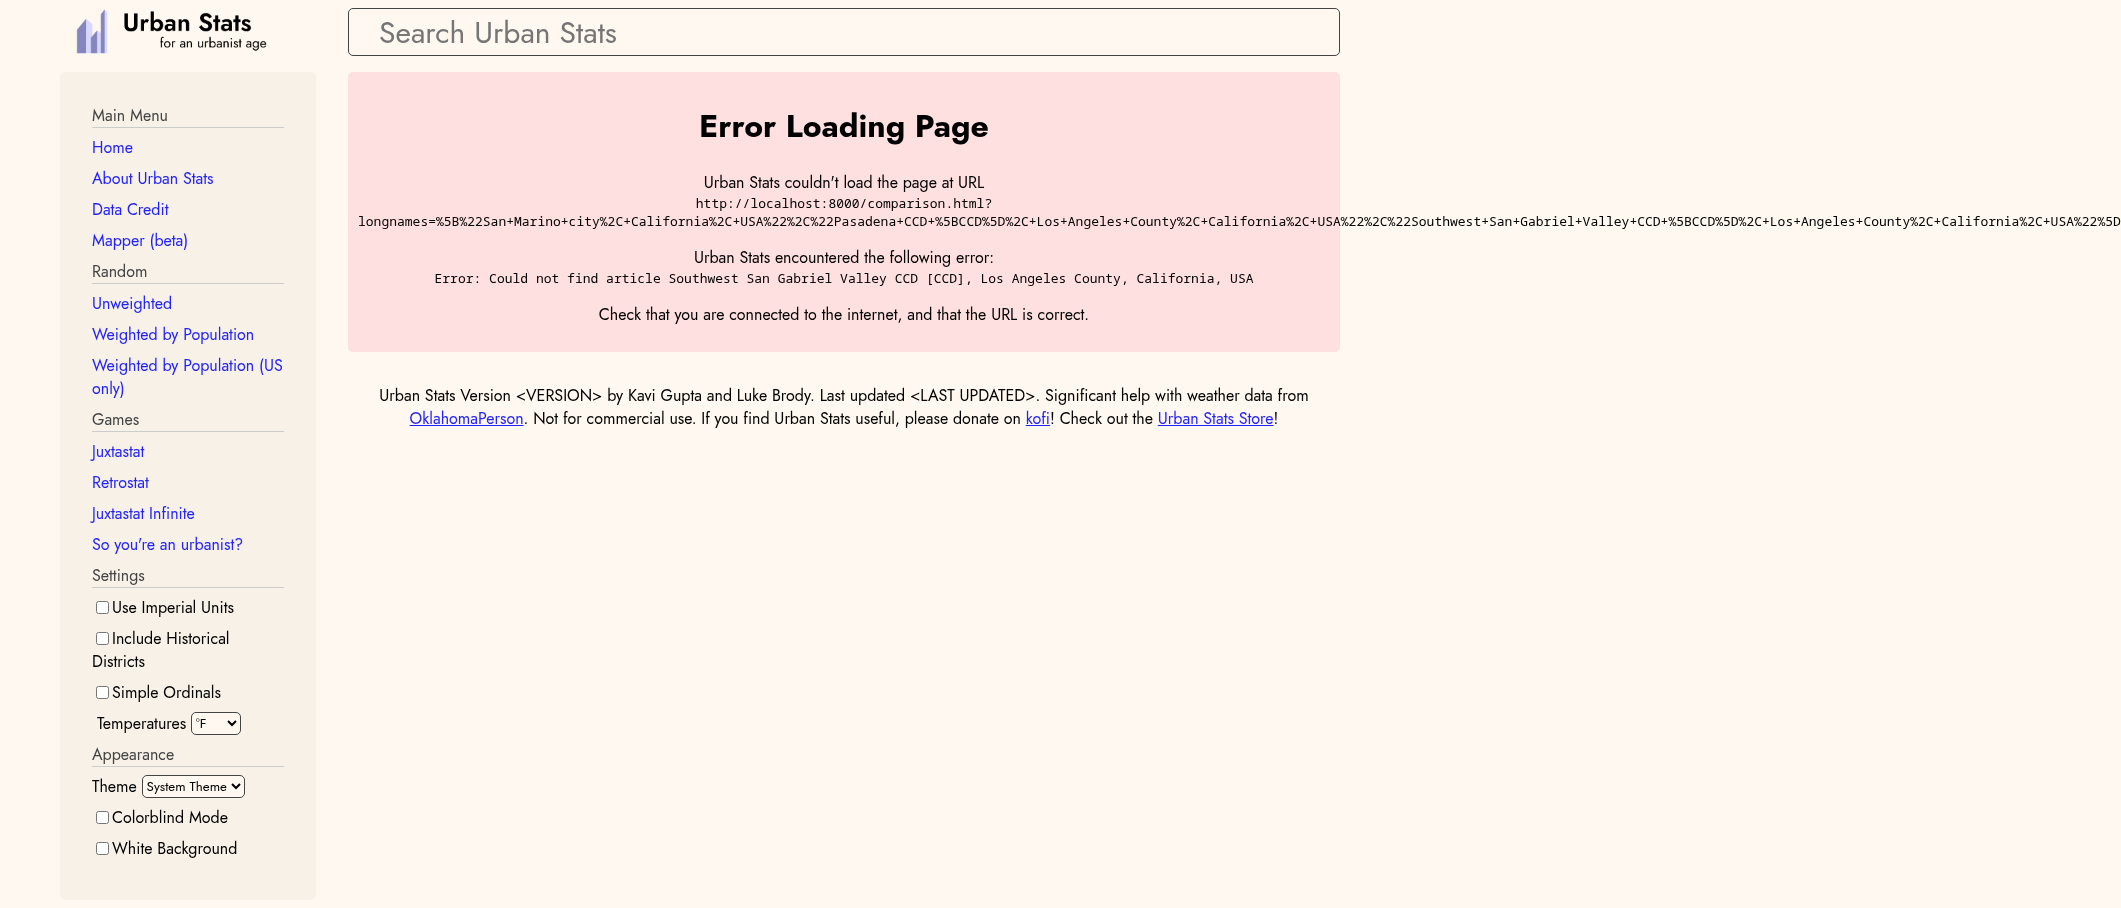 Urban Stats
for an urbanist age
Search Urban Stats
Main Menu
Home
About Urban Stats
Data Credit
Mapper (beta)
Random
Unweighted
Weighted by Population
Weighted by Population (US
only)
Games
Juxtastat
Retrostat
Juxtastat Infinite
So you're an urbanist?
Settings
Use Imperial Units
Include Historical
Districts
Simple Ordinals
Temperatures °F
Appearance
Theme System Theme
Colorblind Mode
White Background
Error Loading Page
Urban Stats couldn't load the page at URL
http://localhost:8000/comparison.html?
longnames=%5B%22San+Marino+city%2C+California%2C+USA%22%2C%22Pasadena+CCD+%5BCCD%5D%2C+Los+Angeles+County%2C+California%2C+USA%22%2C%22Southwest+San+Gabriel+Valley+CCD+%5BCCD%5D%2C+Los+Angeles+County%2C+California%2C+USA%22%5D
Urban Stats encountered the following error:
Error: Could not find article Southwest San Gabriel Valley CCD [CCD], Los Angeles County, California, USA
Check that you are connected to the internet, and that the URL is correct.
Urban Stats Version <VERSION> by Kavi Gupta and Luke Brody. Last updated <LAST UPDATED>. Significant help with weather data from
OklahomaPerson. Not for commercial use. If you find Urban Stats useful, please donate on kofi! Check out the Urban Stats Store!